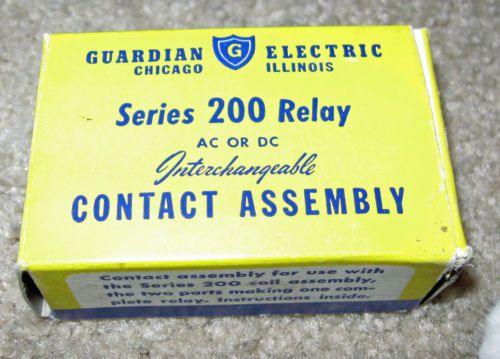 GUARDIAN G ELECTRIC
CHICAGO ILLINOIS
Series 200 Relay
AC OR DC
Interchangeable
CONTACT ASSEMBLY
Contact assembly for use with
the Series 200 coil assembly,
the two parts making one com-
plete relay. Instructions inside.